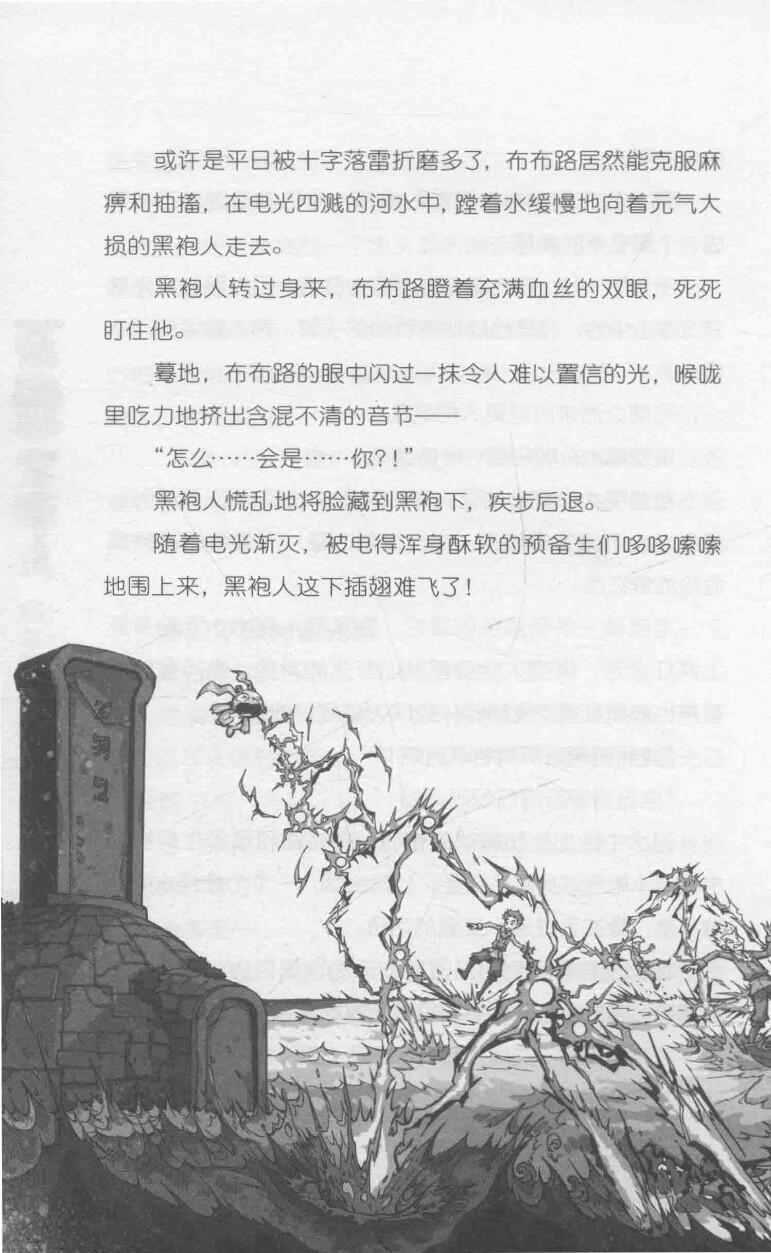 或许是平日被十字落雷折磨多了，布布路居然能克服麻
痹和抽搐，在电光四溅的河水中，蹚着水缓慢地向着元气大
损的黑袍人走去。
黑袍人转过身来，布布路瞪着充满血丝的双眼，死死
盯住他。
蓦地，布布路的眼中闪过一抹令人难以置信的光，喉咙
里吃力地挤出含混不清的音节——
“怎么……会是……你？！”
黑袍人慌乱地将脸藏到黑袍下，疾步后退。
随着电光渐灭，被电得浑身酥软的预备生们哆哆嗦嗦
地围上来，黑袍人这下插翅难飞了！